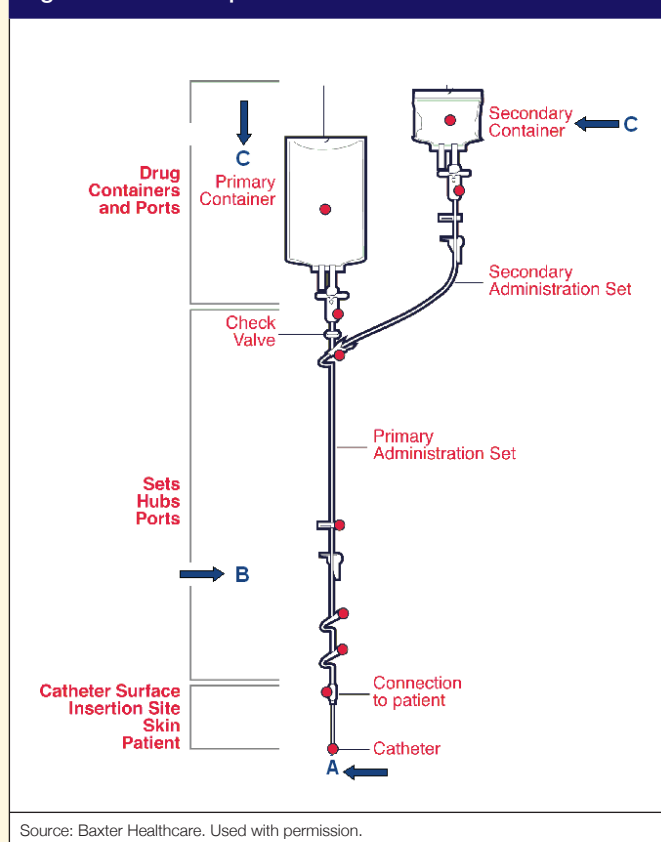 Secondary
Container
C
C
Primary
Container
Drug
Containers
and Ports
Secondary
Administration Set
Check
Valve
Primary
Administration Set
Sets
Hubs
Ports
B
Catheter Surface
Insertion Site
Skin
Patient
Connection
to patient
Catheter
A
Source: Baxter Healthcare. Used with permission.